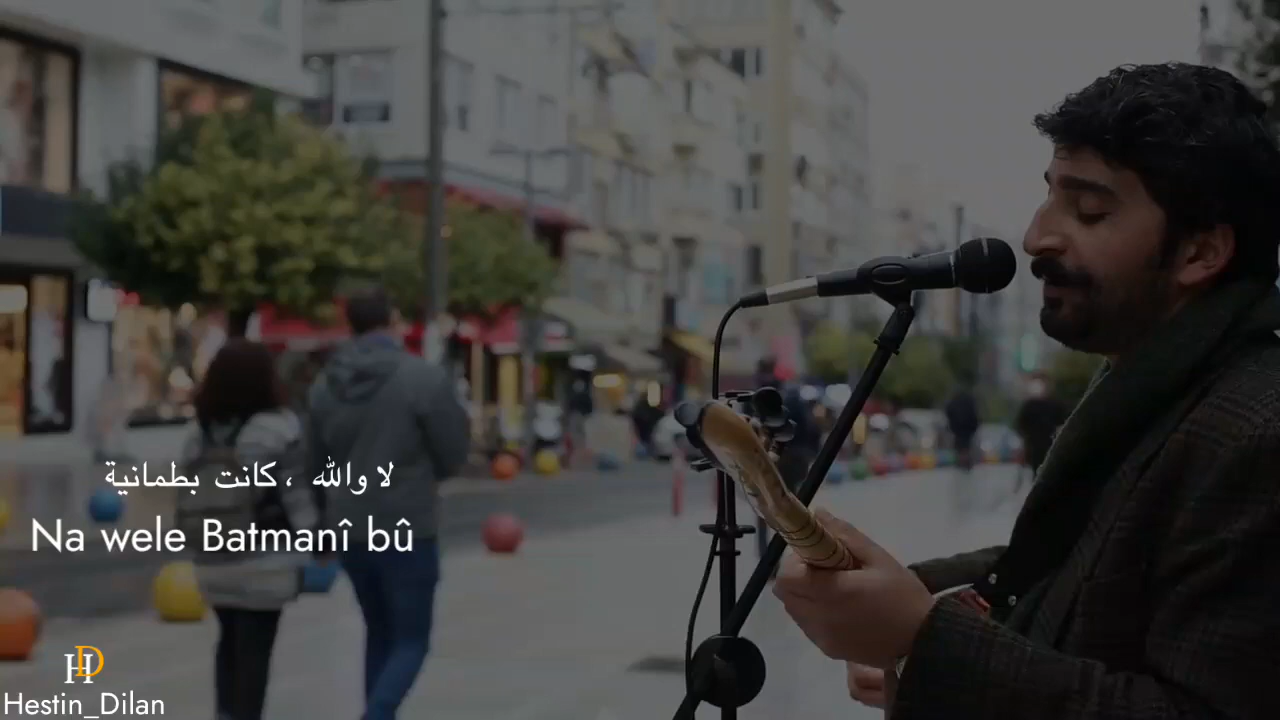 لا والله ، كانت بطمانية
Na wele Batmanî bû
HD
Hestin_Dilan